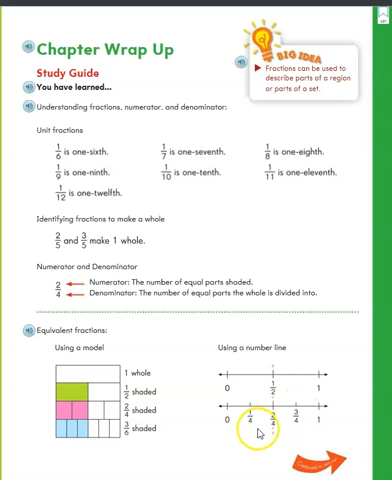 Chapter Wrap Up
BIG IDEA
Fractions can be used to
describe parts of a region
or parts of a set.
Study Guide
You have learned...
Understanding fractions, numerator, and denominator:
Unit fractions
1/6 is one-sixth. 1/7 is one-seventh. 1/8 is one-eighth.
1/9 is one-ninth. 1/10 is one-tenth. 1/11 is one-eleventh.
1/12 is one-twelfth.
Identifying fractions to make a whole
2/5 and 3/5 make 1 whole.
Numerator and Denominator
2/4
Numerator: The number of equal parts shaded.
Denominator: The number of equal parts the whole is divided into.
Equivalent fractions:
Using a model
1 whole
1/2 shaded
2/4 shaded
3/6 shaded
Using a number line
0 1/2 1
0 1/4 2/4 3/4 1